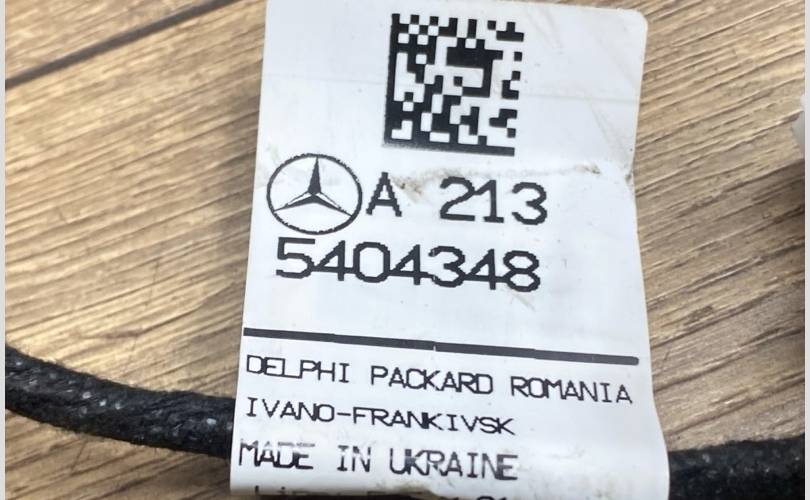 A 213
5404348
DELPHI PACKARD ROMANIA
IVANO-FRANKIVSK
MADE IN UKRAINE